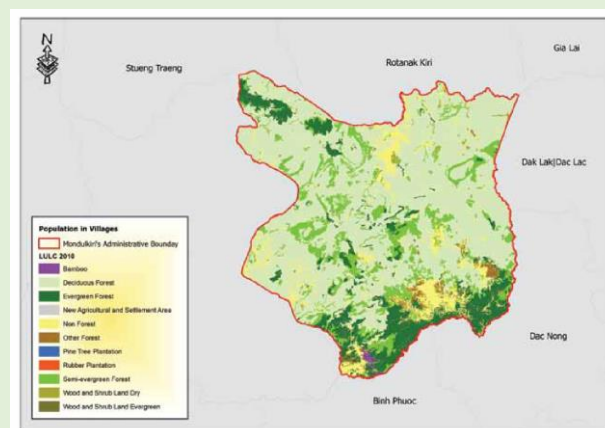 N
Gia Lai
Stueng Traeng
Rotanak Kiri
Dak Lak|Dac Lac
Population in Villages
Mondulkiri's Administrative Bounday
LULC 2010
Bamboo
Deciduous Forest
Evergreen Forest
New Agricultural and Settlement Area
Non Forest
Other Forest
Pine Tree Plantation
Rubber Plantation
Semi-evergreen Forest
Wood and Shrub Land Dry
Wood and Shrub Land Evergreen
Dac Nong
Binh Phuoc